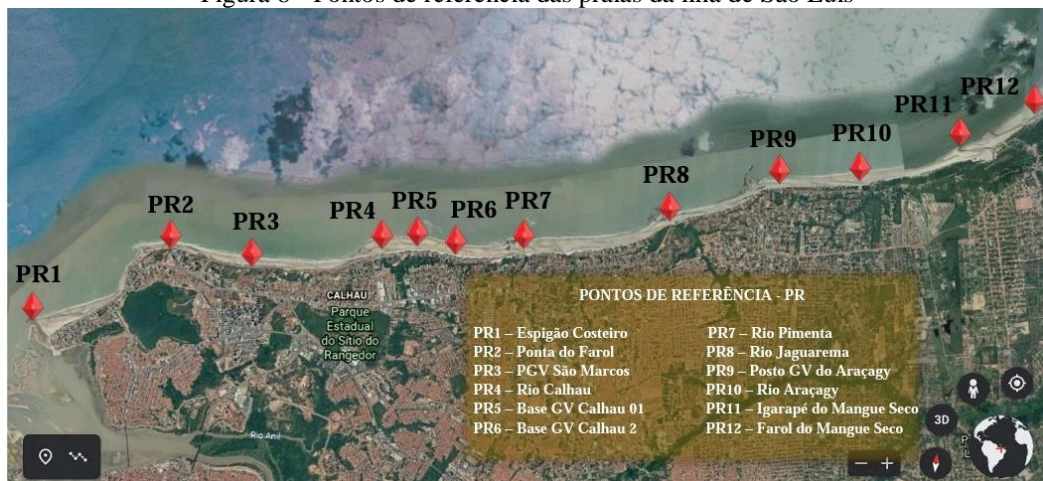 Figura 8 - Pontos de referência das praias da ilha de São Luís
PR12
PR11
PR10
PR9
PR8
PR7
PR6
PR5
PR4
PR3
PR2
PR1
CALHAU
Parque
Estadual
do Sítio do
Rangedor
PONTOS DE REFERÊNCIA - PR
PR1 – Espigão Costeiro
PR2 – Ponta do Farol
PR3 – PGV São Marcos
PR4 – Rio Calhau
PR5 – Base GV Calhau 01
PR6 – Base GV Calhau 2
PR7 – Rio Pimenta
PR8 – Rio Jaguarema
PR9 – Posto GV do Araçagy
PR10 – Rio Araçagy
PR11 – Igarapé do Mangue Seco
PR12 – Farol do Mangue Seco
Rio Anil
3D